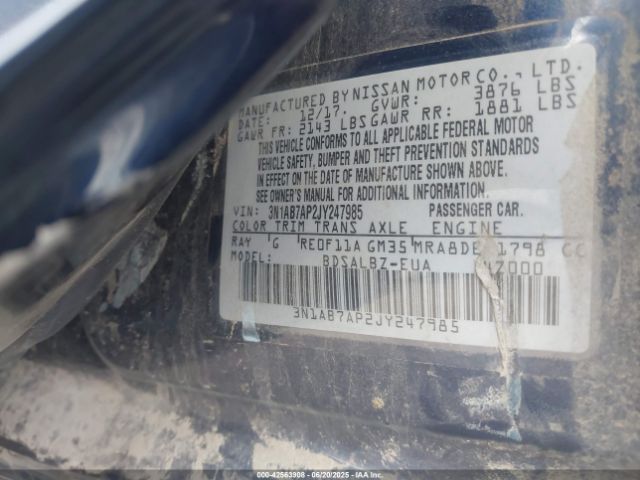 MANUFACTURED BY NISSAN MOTOR CO., LTD.
DATE: 12/17. GVWR: 3876 LBS
GAWR FR: 2143 LBS GAWR RR: 1881 LBS
THIS VEHICLE CONFORMS TO ALL APPLICABLE FEDERAL MOTOR
VEHICLE SAFETY, BUMPER AND THEFT PREVENTION STANDARDS
IN EFFECT ON THE DATE OF MANUFACTURE SHOWN ABOVE.
SEE OWNER'S MANUAL FOR ADDITIONAL INFORMATION.
VIN: 3N1AB7AP2JY247985 PASSENGER CAR.
COLOR TRIM TRANS AXLE ENGINE
RAY G RE0F11A GM35 MRA8DE 1798 CC
MODEL: BDSALBZ-EUA
3N1AB7AP2JY247985
000-42563908 - 06/20/2025 - IAAI.COM